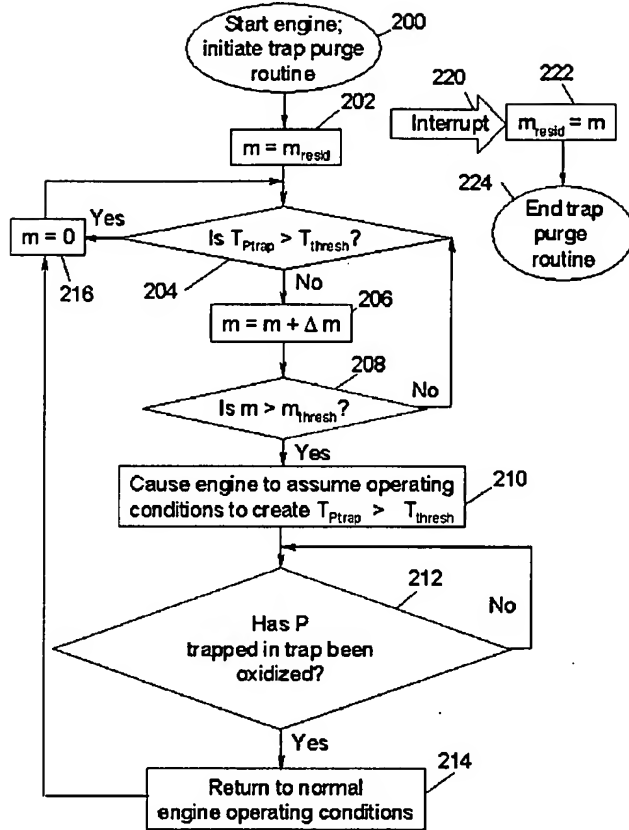 Start engine;
initiate trap purge
routine
200
202
m = m_resid
220
Interrupt
222
m_resid = m
224
End trap
purge
routine
Yes
m = 0
216
Is T_Ptrap > T_thresh ?
204
No
206
m = m + Δ m
208
No
Is m > m_thresh ?
Yes
Cause engine to assume operating
conditions to create T_Ptrap > T_thresh
210
212
No
Has P
trapped in trap been
oxidized?
Yes
Return to normal
engine operating conditions
214